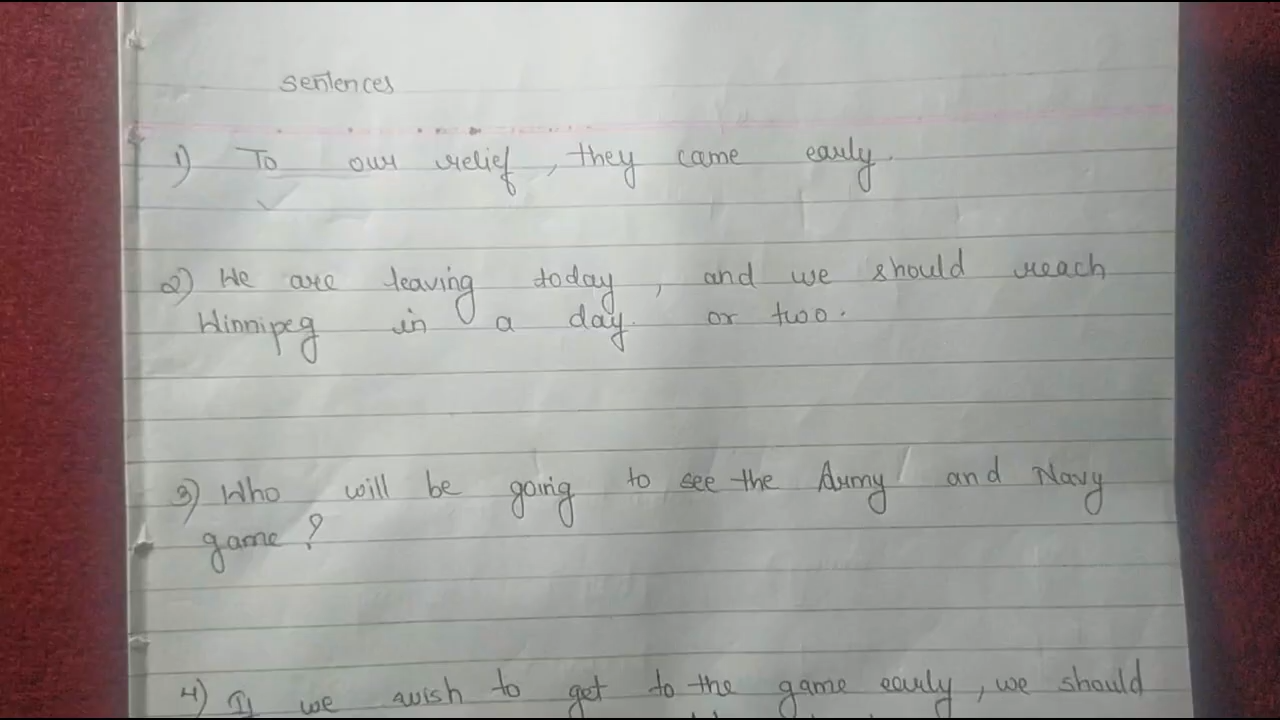 sentences
1) To our relief, they came early.
2) We are leaving today, and we should reach
Winnipeg in a day. or two.
3) Who will be going to see the Army and Navy
game?
4) If we wish to get to the game early, we should